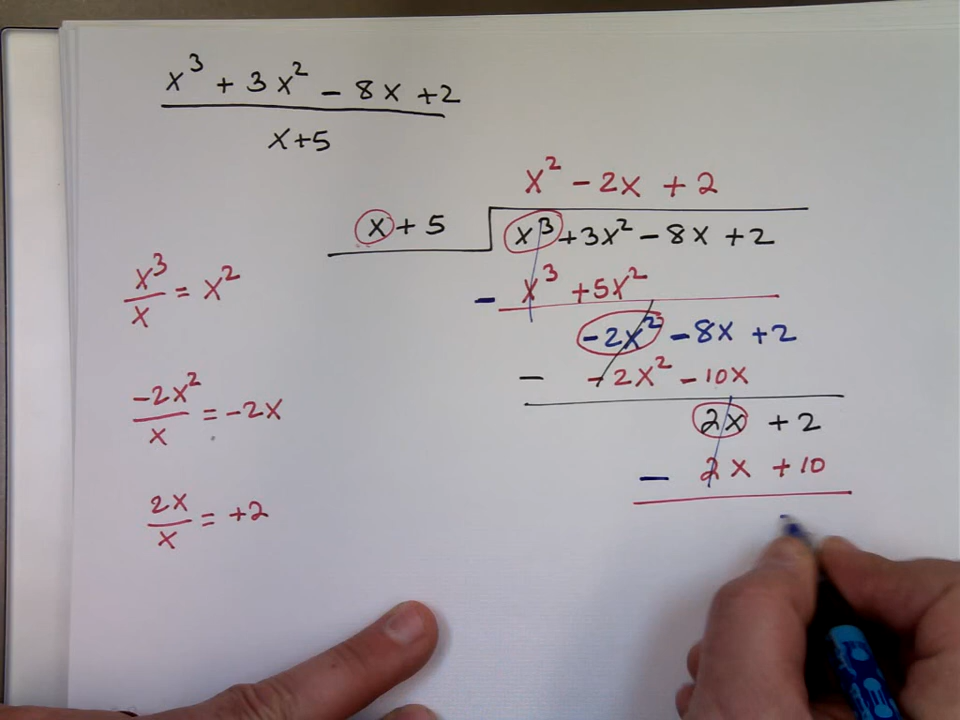 x³ + 3x² - 8x + 2
x+5
x² - 2x + 2
x + 5 x³ + 3x² - 8x + 2
x³/x = x²
- x³ + 5x²
-2x² - 8x + 2
- -2x² - 10x
-2x²/x = -2x
2x + 2
- 2x + 10
2x/x = +2
-